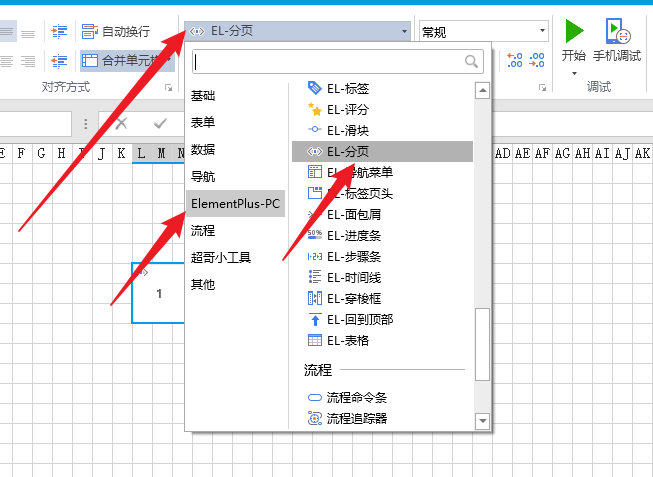 自动换行
EL-分页
常规
合并单元格
开始
手机调试
对齐方式
调试
基础
表单
数据
导航
ElementPlus-PC
流程
超哥小工具
其他
EL-标签
EL-评分
EL-滑块
EL-分页
EL-导航菜单
EL-标签页头
EL-面包屑
EL-进度条
EL-步骤条
EL-时间线
EL-穿梭框
EL-回到顶部
EL-表格
流程
流程命令条
流程追踪器
E F G H I J K L M N
AD AE AF AG AH AI AJ AK
1